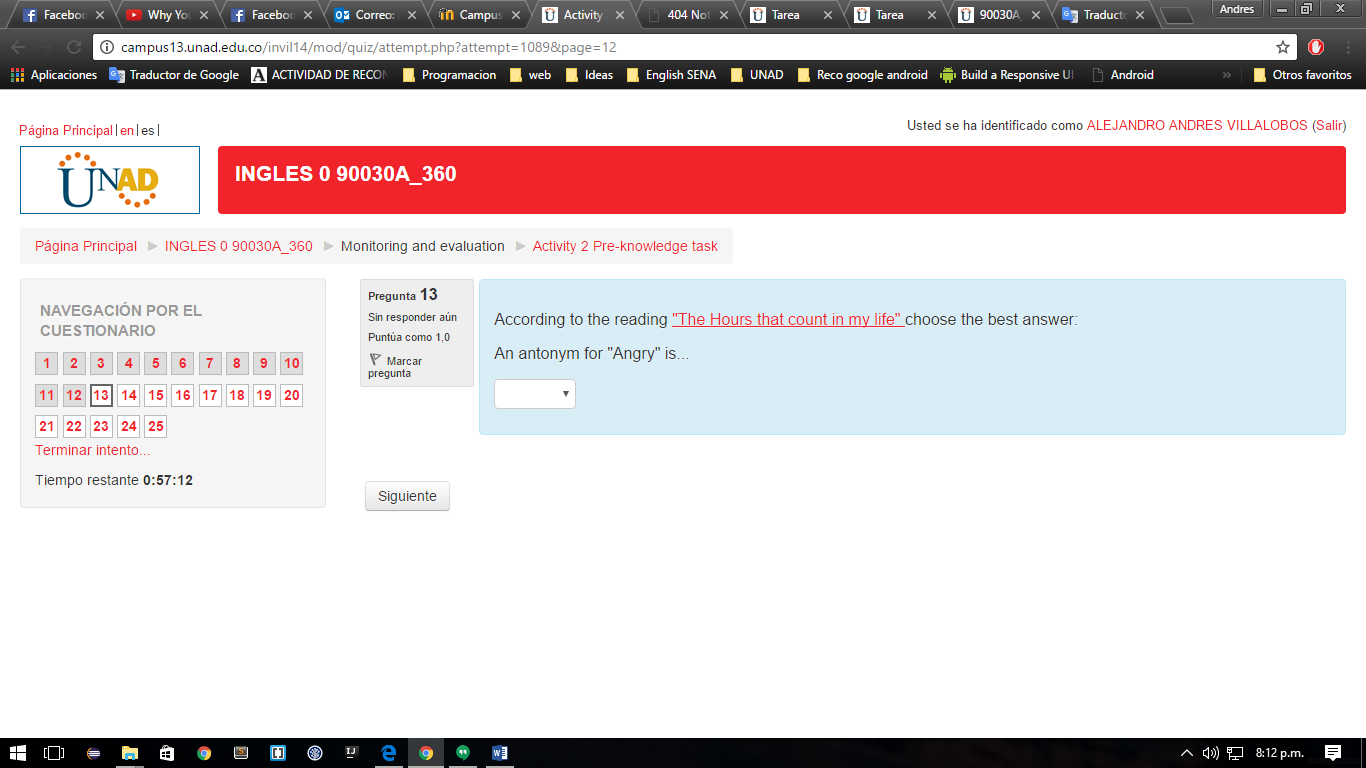 Faceboo
Why Yo
Faceboo
Correo:
Campus
Activity
404 Not
Tarea
Tarea
90030A_
Traducto
Andres
campus13.unad.edu.co/invil14/mod/quiz/attempt.php?attempt=1089&page=12
Aplicaciones
Traductor de Google
ACTIVIDAD DE RECON
Programacion
web
Ideas
English SENA
UNAD
Reco google android
Build a Responsive UI
Android
»
Otros favoritos
Página Principal|en|es|
Usted se ha identificado como ALEJANDRO ANDRES VILLALOBOS (Salir)
UNAD
INGLES 0 90030A_360
Página Principal ► INGLES 0 90030A_360 ► Monitoring and evaluation ► Activity 2 Pre-knowledge task
NAVEGACIÓN POR EL
CUESTIONARIO
1 2 3 4 5 6 7 8 9 10
11 12 13 14 15 16 17 18 19 20
21 22 23 24 25
Terminar intento...
Tiempo restante 0:57:12
Pregunta 13
Sin responder aún
Puntúa como 1,0
Marcar
pregunta
According to the reading "The Hours that count in my life" choose the best answer:
An antonym for "Angry" is...
Siguiente
8:12 p.m.